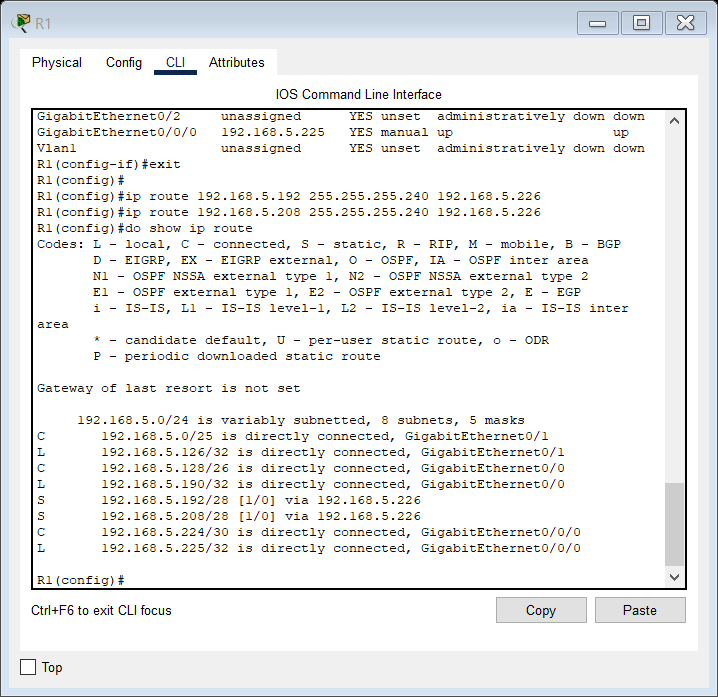 R1
Physical Config CLI Attributes
IOS Command Line Interface
GigabitEthernet0/2     unassigned      YES unset  administratively down down
GigabitEthernet0/0/0   192.168.5.225   YES manual up                    up
Vlan1                  unassigned      YES unset  administratively down down
R1(config-if)#exit
R1(config)#
R1(config)#ip route 192.168.5.192 255.255.255.240 192.168.5.226
R1(config)#ip route 192.168.5.208 255.255.255.240 192.168.5.226
R1(config)#do show ip route
Codes: L - local, C - connected, S - static, R - RIP, M - mobile, B - BGP
       D - EIGRP, EX - EIGRP external, O - OSPF, IA - OSPF inter area
       N1 - OSPF NSSA external type 1, N2 - OSPF NSSA external type 2
       E1 - OSPF external type 1, E2 - OSPF external type 2, E - EGP
       i - IS-IS, L1 - IS-IS level-1, L2 - IS-IS level-2, ia - IS-IS inter
area
       * - candidate default, U - per-user static route, o - ODR
       P - periodic downloaded static route
Gateway of last resort is not set
     192.168.5.0/24 is variably subnetted, 8 subnets, 5 masks
C       192.168.5.0/25 is directly connected, GigabitEthernet0/1
L       192.168.5.126/32 is directly connected, GigabitEthernet0/1
C       192.168.5.128/26 is directly connected, GigabitEthernet0/0
L       192.168.5.190/32 is directly connected, GigabitEthernet0/0
S       192.168.5.192/28 [1/0] via 192.168.5.226
S       192.168.5.208/28 [1/0] via 192.168.5.226
C       192.168.5.224/30 is directly connected, GigabitEthernet0/0/0
L       192.168.5.225/32 is directly connected, GigabitEthernet0/0/0
R1(config)#
Ctrl+F6 to exit CLI focus Copy Paste
Top